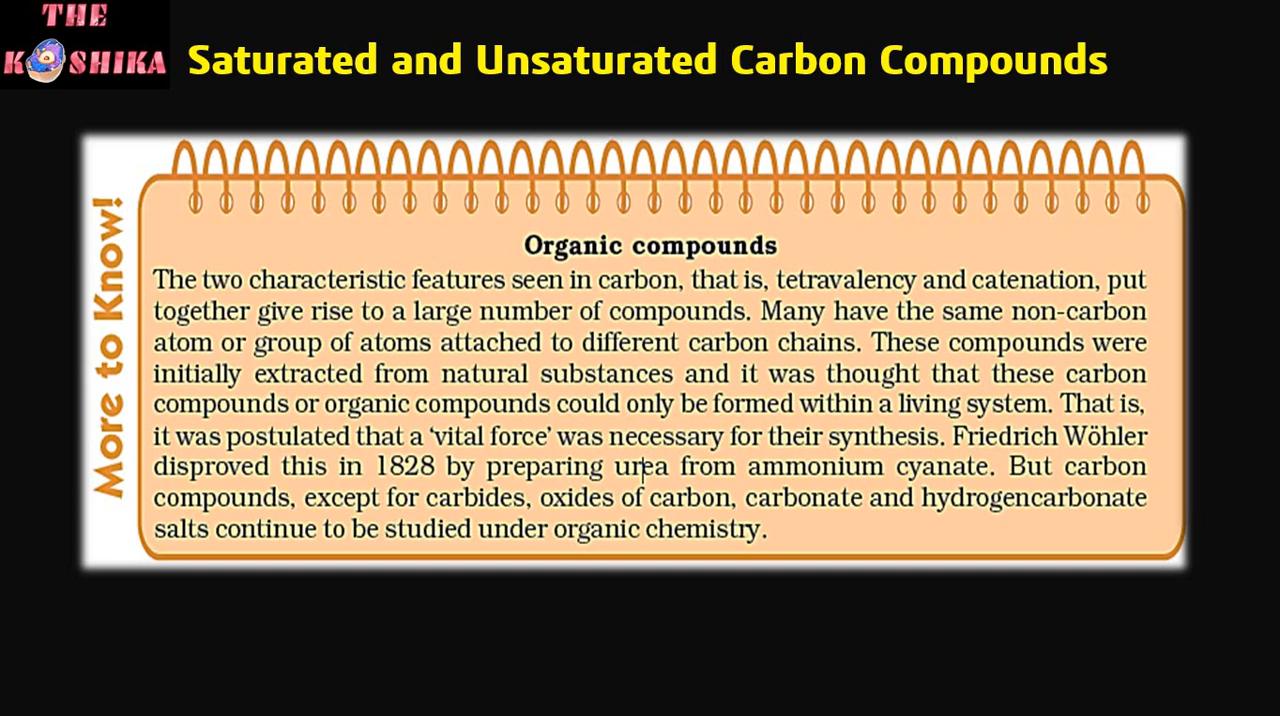 THE
KOSHIKA
Saturated and Unsaturated Carbon Compounds
More to Know!
Organic compounds
The two characteristic features seen in carbon, that is, tetravalency and catenation, put
together give rise to a large number of compounds. Many have the same non-carbon
atom or group of atoms attached to different carbon chains. These compounds were
initially extracted from natural substances and it was thought that these carbon
compounds or organic compounds could only be formed within a living system. That is,
it was postulated that a ‘vital force’ was necessary for their synthesis. Friedrich Wöhler
disproved this in 1828 by preparing urea from ammonium cyanate. But carbon
compounds, except for carbides, oxides of carbon, carbonate and hydrogencarbonate
salts continue to be studied under organic chemistry.